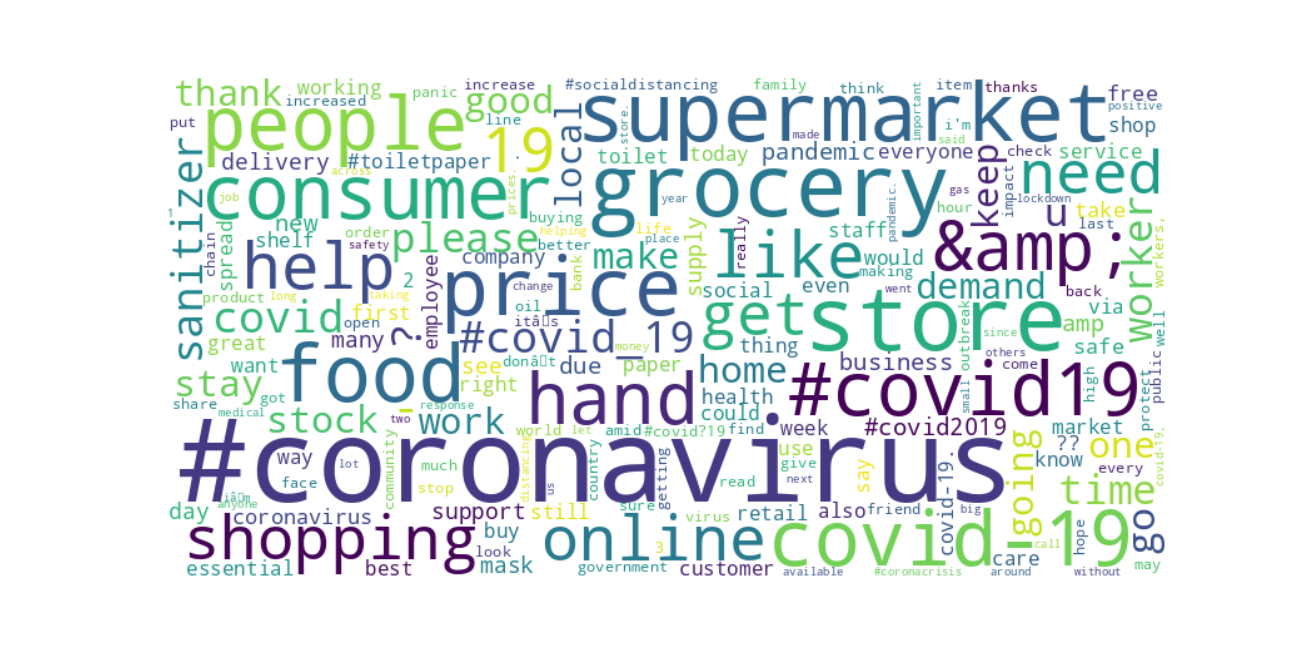 #coronavirus
supermarket
grocery
store
people
consumer
price
food
#covid19
covid-19
shopping
online
hand
help
like
get
&amp;
need
thank
working
panic
increase
increased
#socialdistancing
family
think
item
thanks
free
positive
shop
important
i'm
said
good
line
19
local
store.
put
delivery
#toiletpaper
across
toilet
today
pandemic
everyone
made
keep
check
service
sanitizer
job
prices.
year
gas
impact
lockdown
1
new
shelf
spread
chain
order
safety
please
buying
helping
better
life
place
supply
make
really
staff
hour
pandemic.
u
take
last
worker
workers,
company
2
employee
bank
change
social
even
would
making
went
demand
back
via
product
long
taking
covid
first
open
many
?
oil
itâs
#covid_19
money
amp
safe
well
public
great
want
see
donât
due
paper
thing
business
outbreak
since
others
come
right
home
health
could
stay
got
share
medical
stock
two
response
-
work
world
let
amid
#covid?19
find
week
#covid2019
small
high
protect
market
??
one
know
every
covid-19,
way
face
lot
community
much
stop
distancing
us
country
getting
sure
read
use
give
next
say
covid-19.
going
time
go
iâm
anyone
day
coronavirus
support
still
virus
retail
also
friend
big
call
hope
buy
look
3
essential
best
mask
government
customer
available
#coronacrisis
around
care
without
may